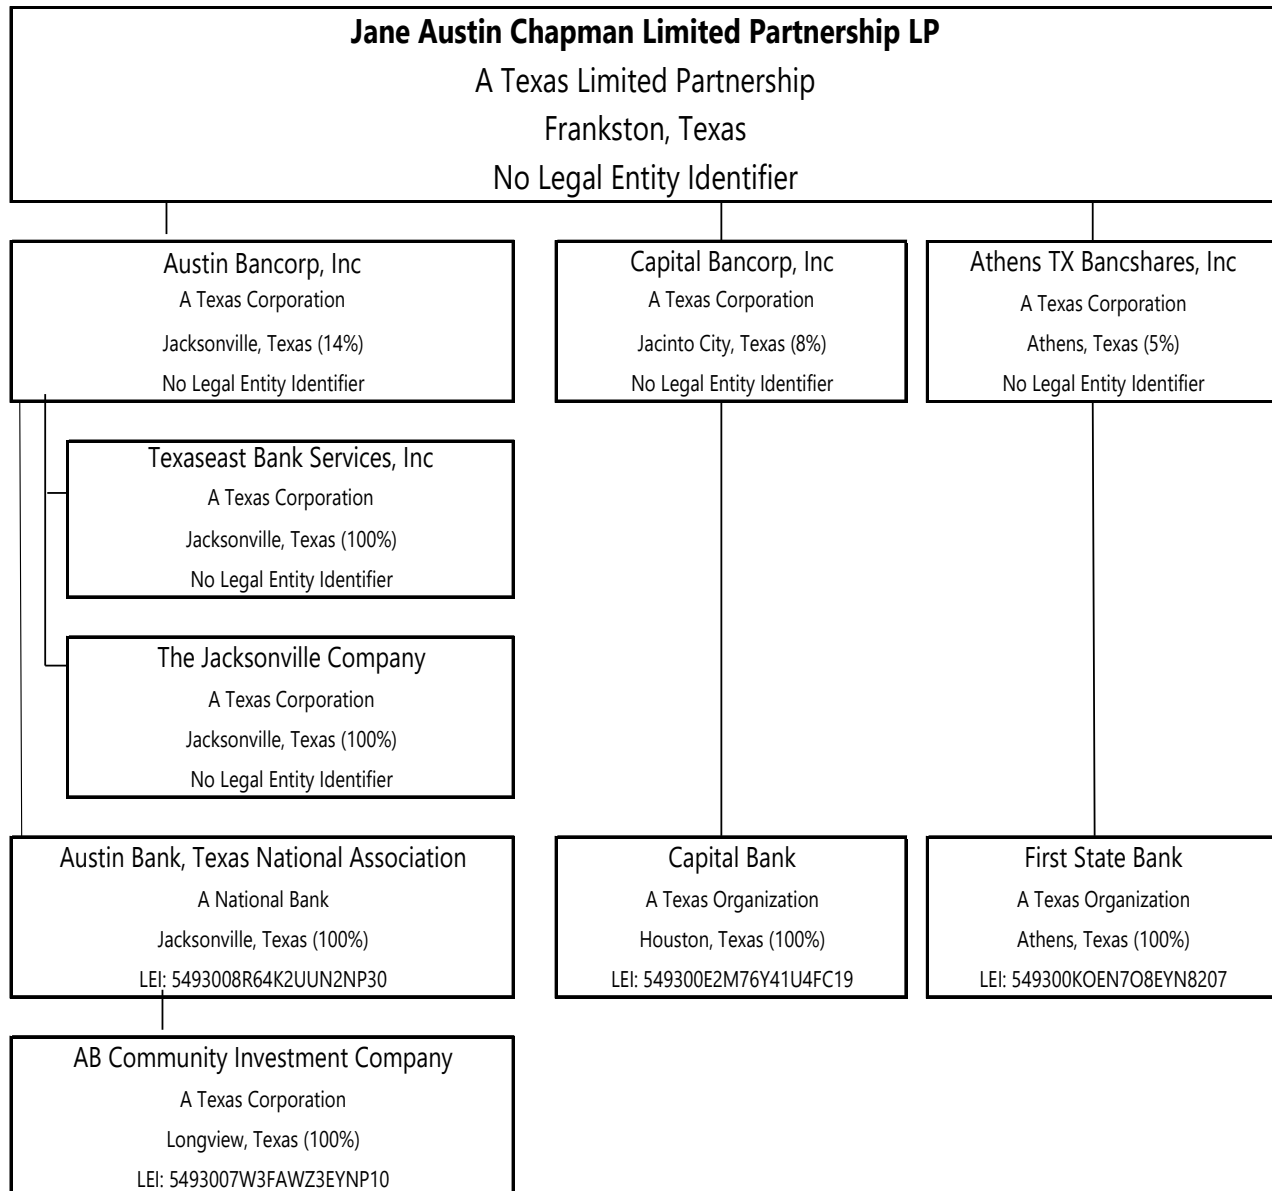 Jane Austin Chapman Limited Partnership LP
A Texas Limited Partnership
Frankston, Texas
No Legal Entity Identifier
Austin Bancorp, Inc
A Texas Corporation
Jacksonville, Texas (14%)
No Legal Entity Identifier
Capital Bancorp, Inc
A Texas Corporation
Jacinto City, Texas (8%)
No Legal Entity Identifier
Athens TX Bancshares, Inc
A Texas Corporation
Athens, Texas (5%)
No Legal Entity Identifier
Texaseast Bank Services, Inc
A Texas Corporation
Jacksonville, Texas (100%)
No Legal Entity Identifier
The Jacksonville Company
A Texas Corporation
Jacksonville, Texas (100%)
No Legal Entity Identifier
Austin Bank, Texas National Association
A National Bank
Jacksonville, Texas (100%)
LEI: 5493008R64K2UUN2NP30
Capital Bank
A Texas Organization
Houston, Texas (100%)
LEI: 549300E2M76Y41U4FC19
First State Bank
A Texas Organization
Athens, Texas (100%)
LEI: 549300KOEN7O8EYN8207
AB Community Investment Company
A Texas Corporation
Longview, Texas (100%)
LEI: 5493007W3FAWZ3EYNP10